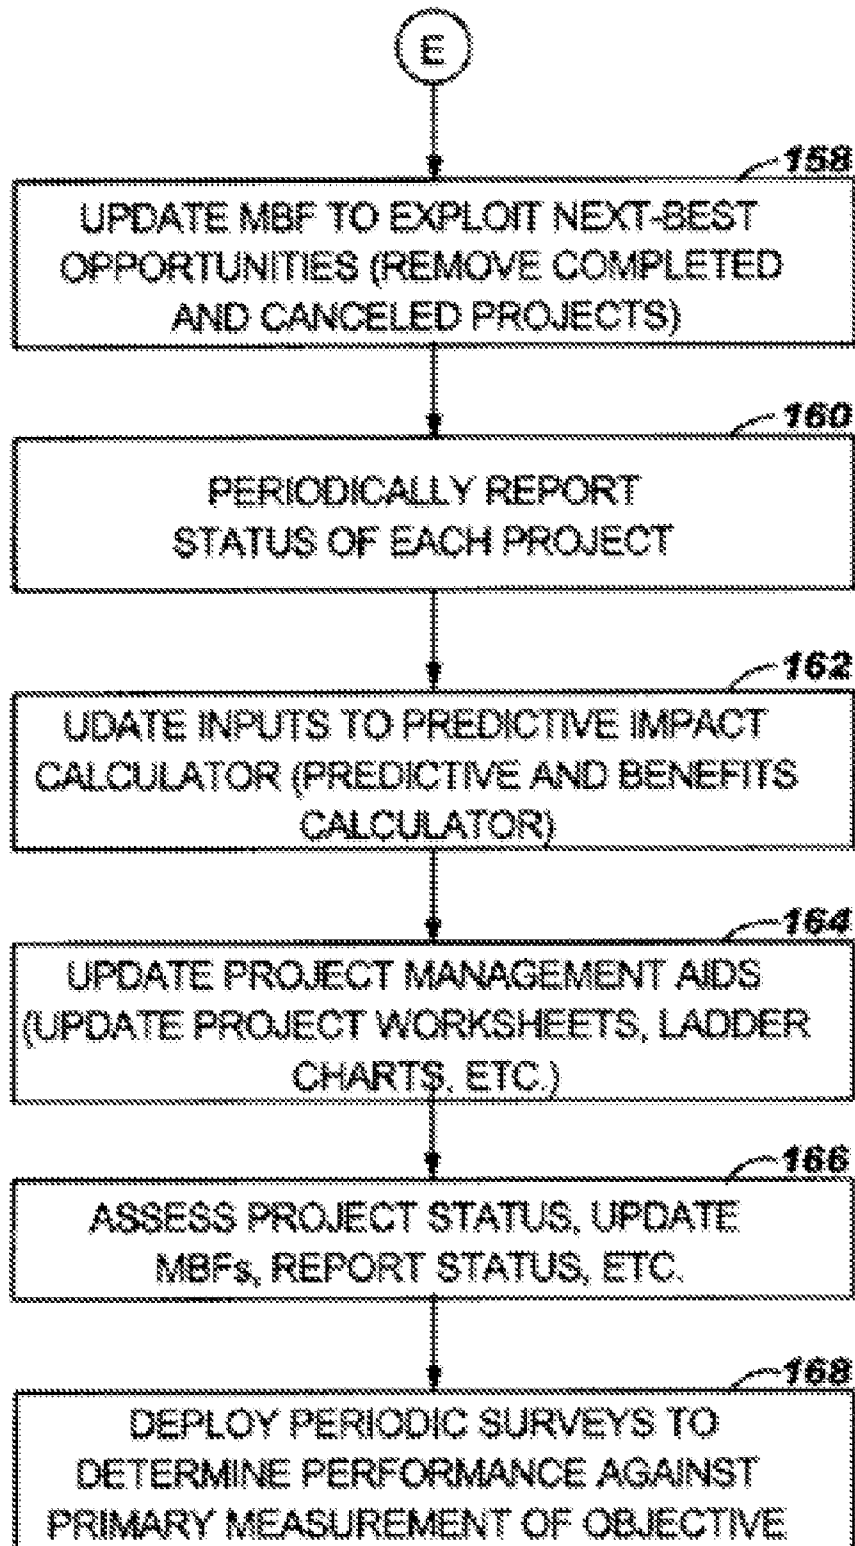 E
158
UPDATE MBF TO EXPLOIT NEXT-BEST
OPPORTUNITIES (REMOVE COMPLETED
AND CANCELED PROJECTS)
160
PERIODICALLY REPORT
STATUS OF EACH PROJECT
162
UDATE INPUTS TO PREDICTIVE IMPACT
CALCULATOR (PREDICTIVE AND BENEFITS
CALCULATOR)
164
UPDATE PROJECT MANAGEMENT AIDS
(UPDATE PROJECT WORKSHEETS, LADDER
CHARTS, ETC.)
166
ASSESS PROJECT STATUS, UPDATE
MBFs, REPORT STATUS, ETC.
168
DEPLOY PERIODIC SURVEYS TO
DETERMINE PERFORMANCE AGAINST
PRIMARY MEASUREMENT OF OBJECTIVE